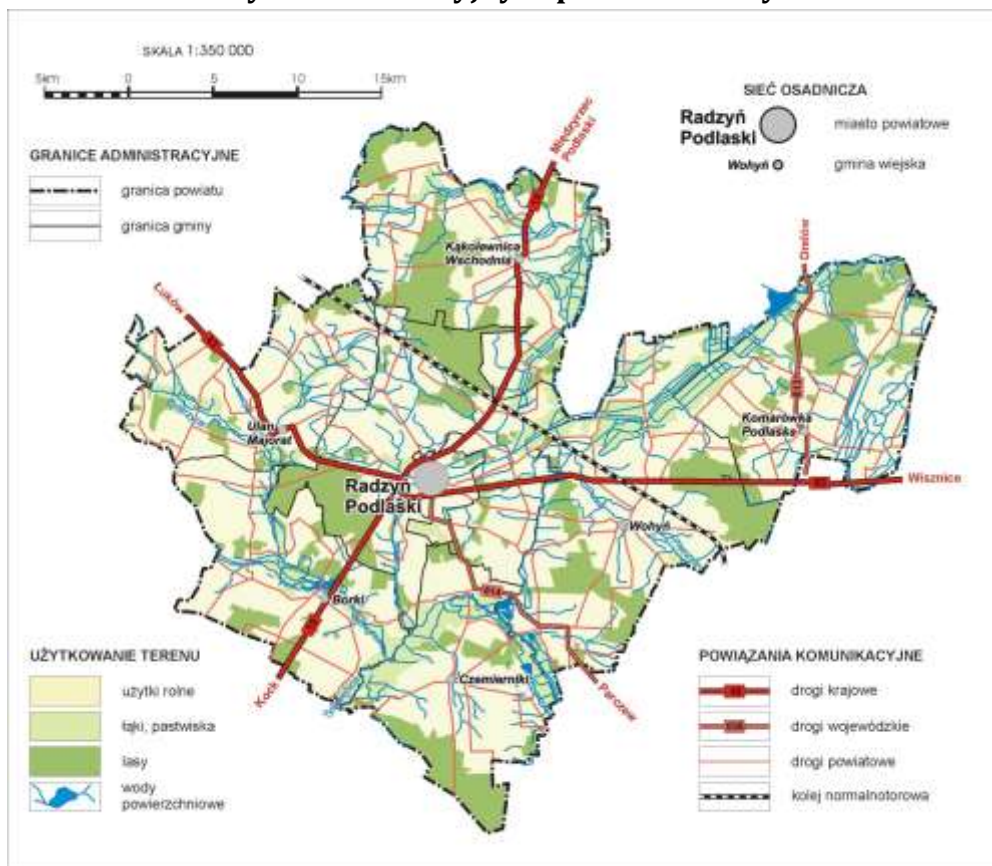 SKALA 1:350 000
5km 0 5 10 15km
GRANICE ADMINISTRACYJNE
granica powiatu
granica gminy
SIEĆ OSADNICZA
Radzyń
Podlaski
miasto powiatowe
Wohyń
gmina wiejska
Międzyrzec
Podlaski
Kąkolewnica
Wschodnia
Drelów
Łuków
Ulan
Majorat
Komarówka
Podlaska
Radzyń
Podlaski
Wisznice
Wohyń
Borki
814
Czemierniki
Kock
Parczew
UŻYTKOWANIE TERENU
użytki rolne
łąki, pastwiska
lasy
wody
powierzchniowe
POWIĄZANIA KOMUNIKACYJNE
drogi krajowe
drogi wojewódzkie
drogi powiatowe
kolej normalnotorowa